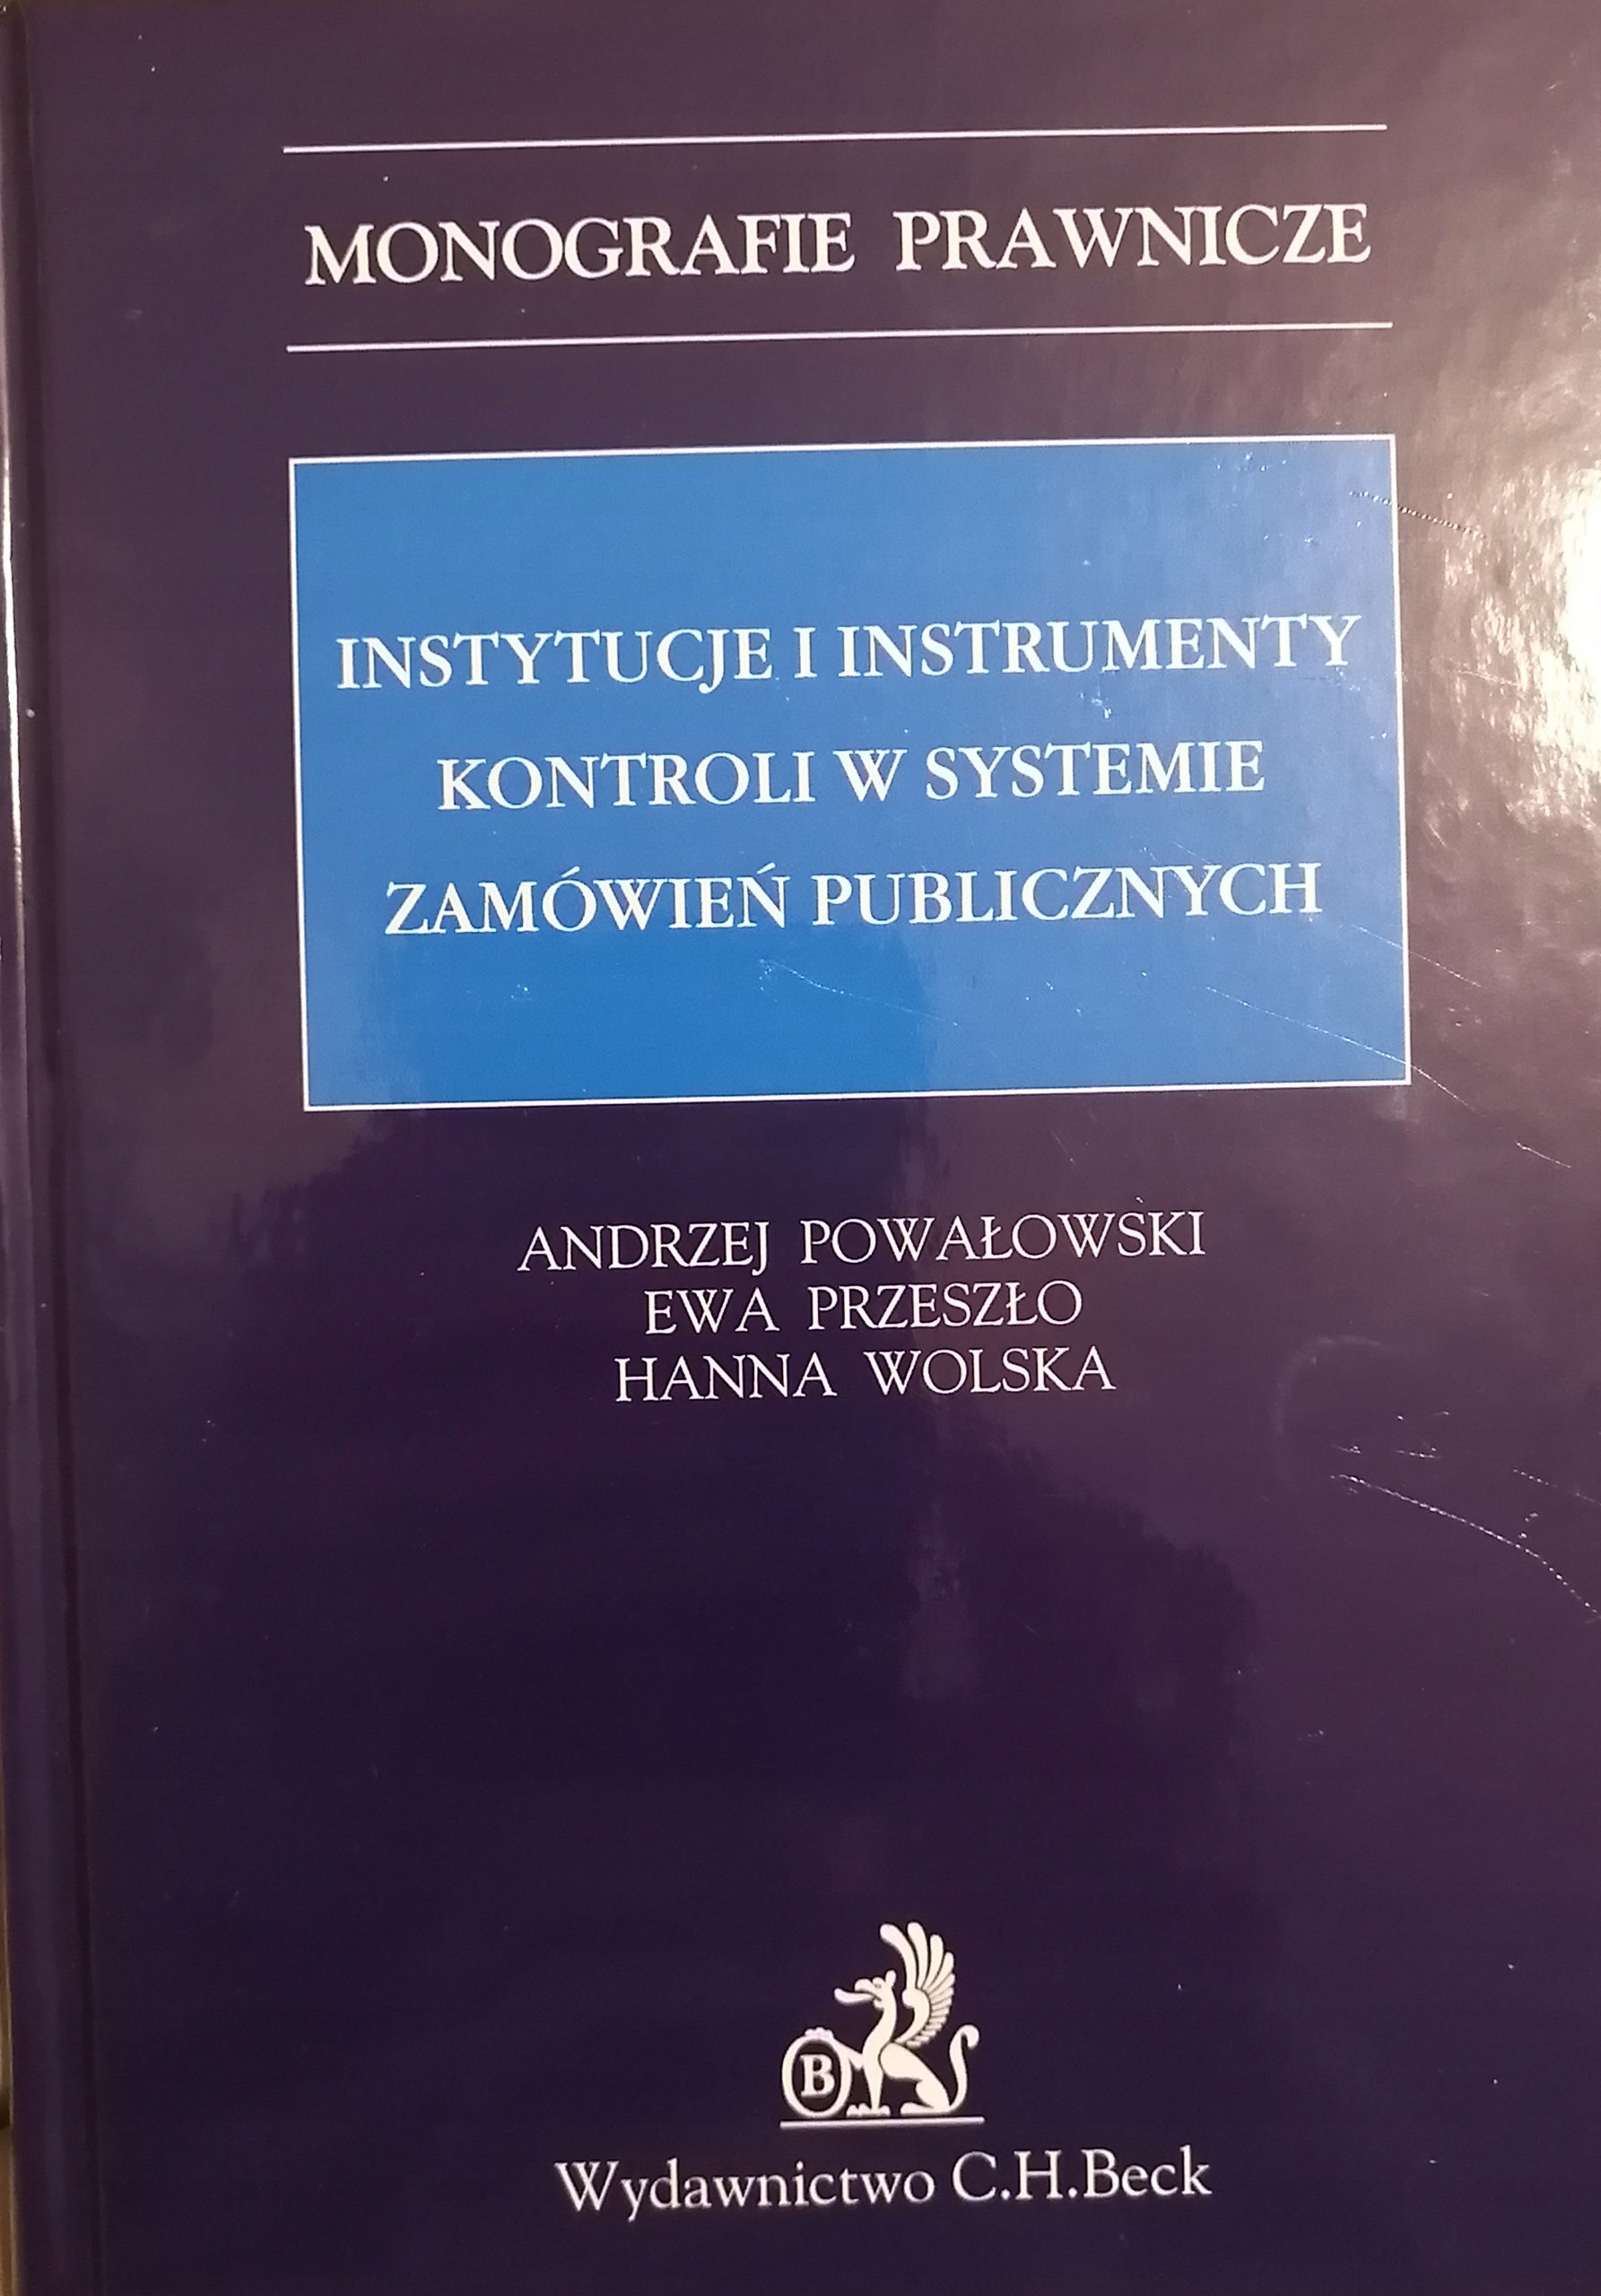 MONOGRAFIE PRAWNICZE
INSTYTUCJE I INSTRUMENTY
KONTROLI W SYSTEMIE
ZAMÓWIEŃ PUBLICZNYCH
ANDRZEJ POWAŁOWSKI
EWA PRZESZŁO
HANNA WOLSKA
B
Wydawnictwo C.H.Beck